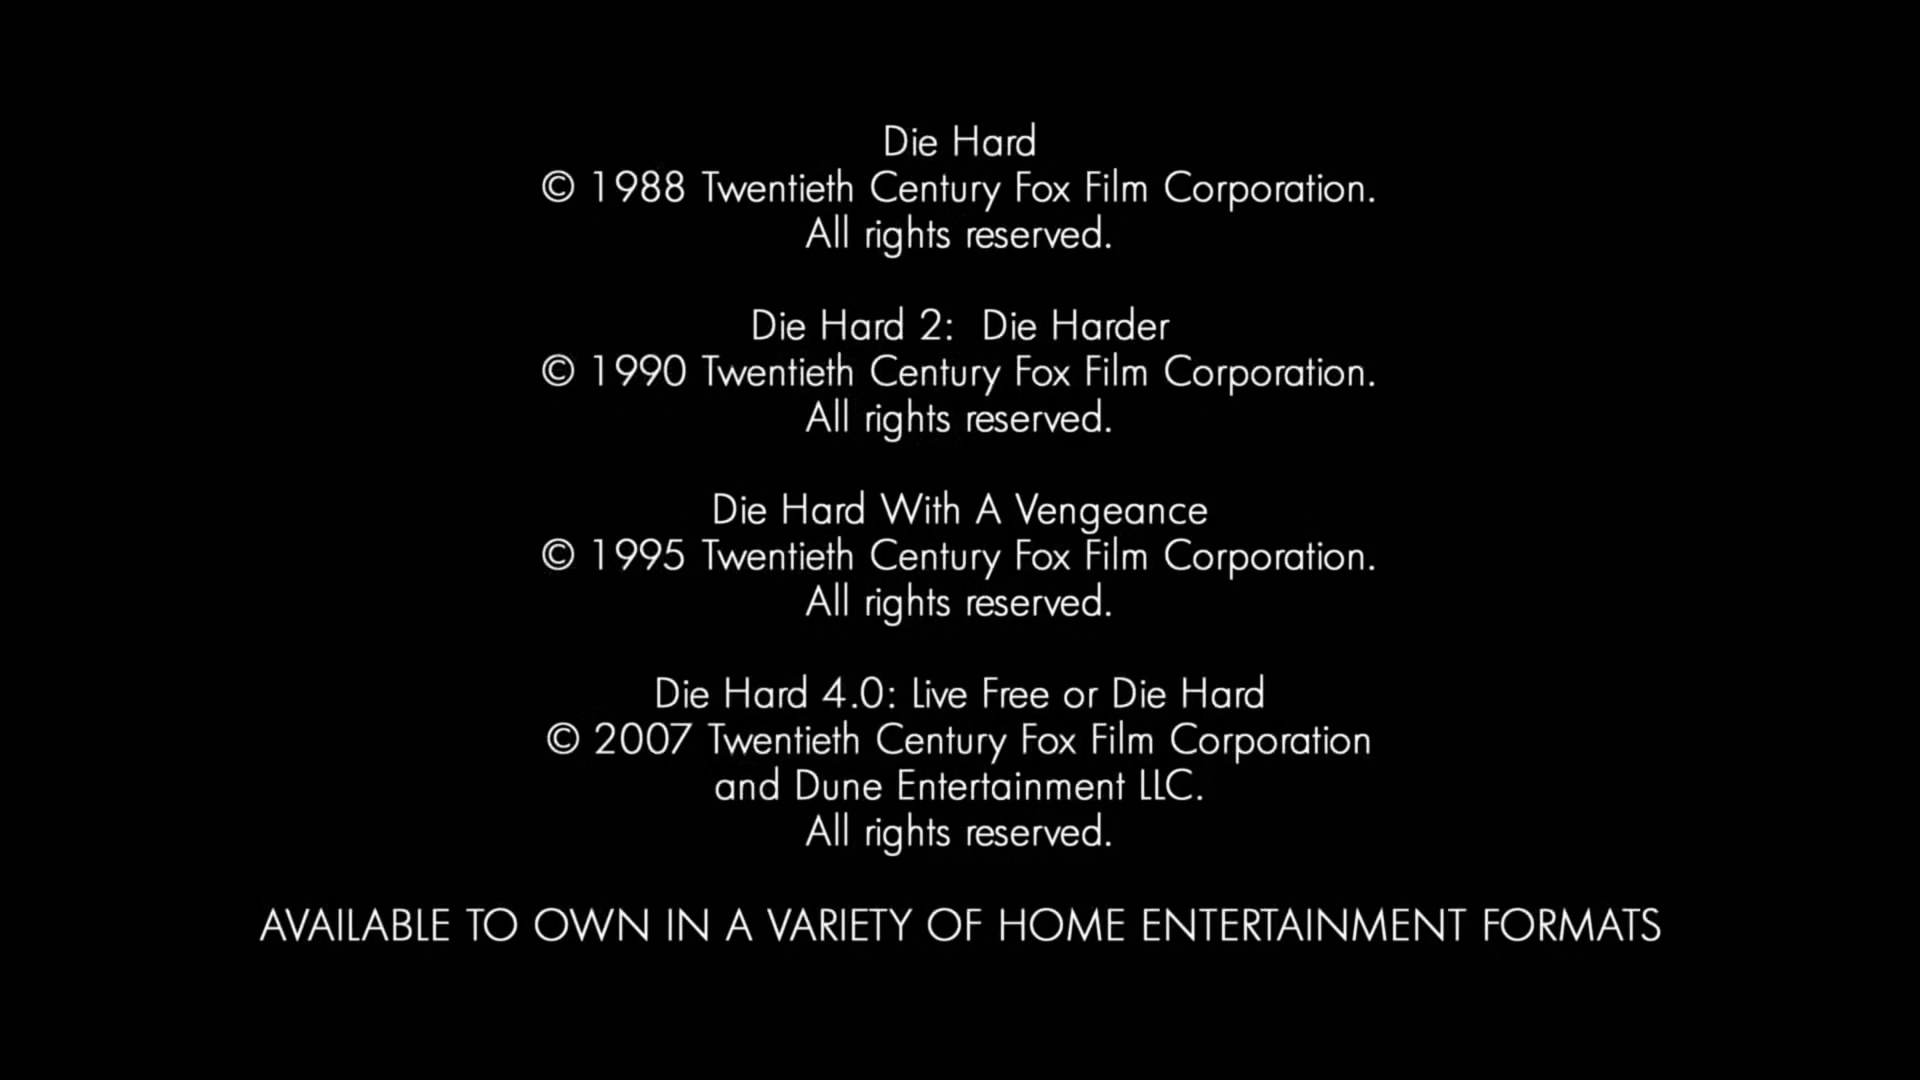 Die Hard
© 1988 Twentieth Century Fox Film Corporation.
All rights reserved.
Die Hard 2:  Die Harder
© 1990 Twentieth Century Fox Film Corporation.
All rights reserved.
Die Hard With A Vengeance
© 1995 Twentieth Century Fox Film Corporation.
All rights reserved.
Die Hard 4.0: Live Free or Die Hard
© 2007 Twentieth Century Fox Film Corporation
and Dune Entertainment LLC.
All rights reserved.
AVAILABLE TO OWN IN A VARIETY OF HOME ENTERTAINMENT FORMATS